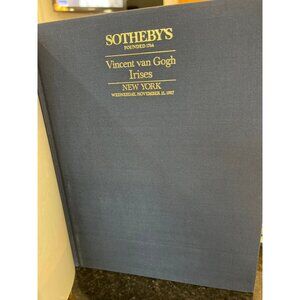 SOTHEBY'S
FOUNDED 1744
Vincent van Gogh
Irises
NEW YORK
WEDNESDAY, NOVEMBER 11, 1987